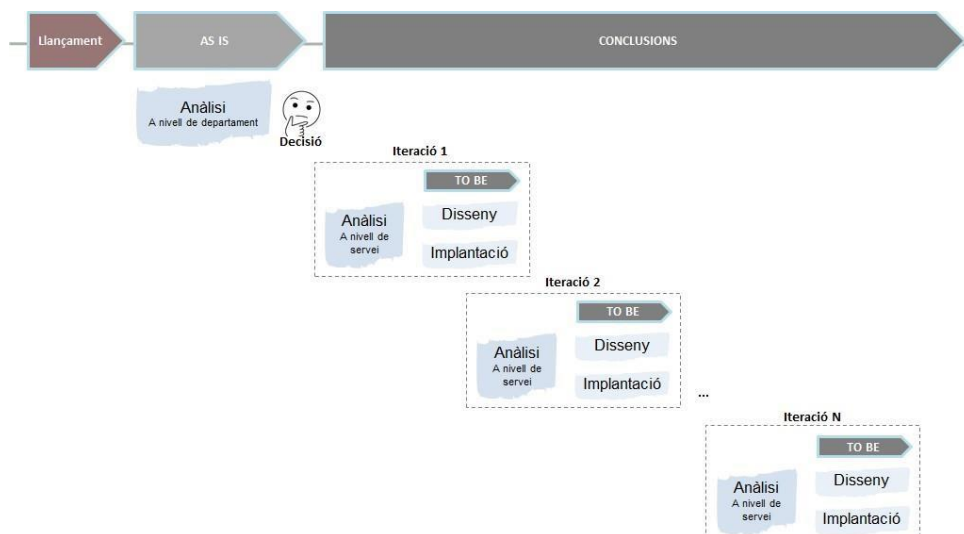 Llançament
AS IS
CONCLUSIONS
Anàlisi
A nivell de departament
Decisió
Iteració 1
TO BE
Anàlisi
A nivell de
servei
Disseny
Implantació
Iteració 2
TO BE
Anàlisi
A nivell de
servei
Disseny
Implantació
...
Iteració N
TO BE
Anàlisi
A nivell de
servei
Disseny
Implantació